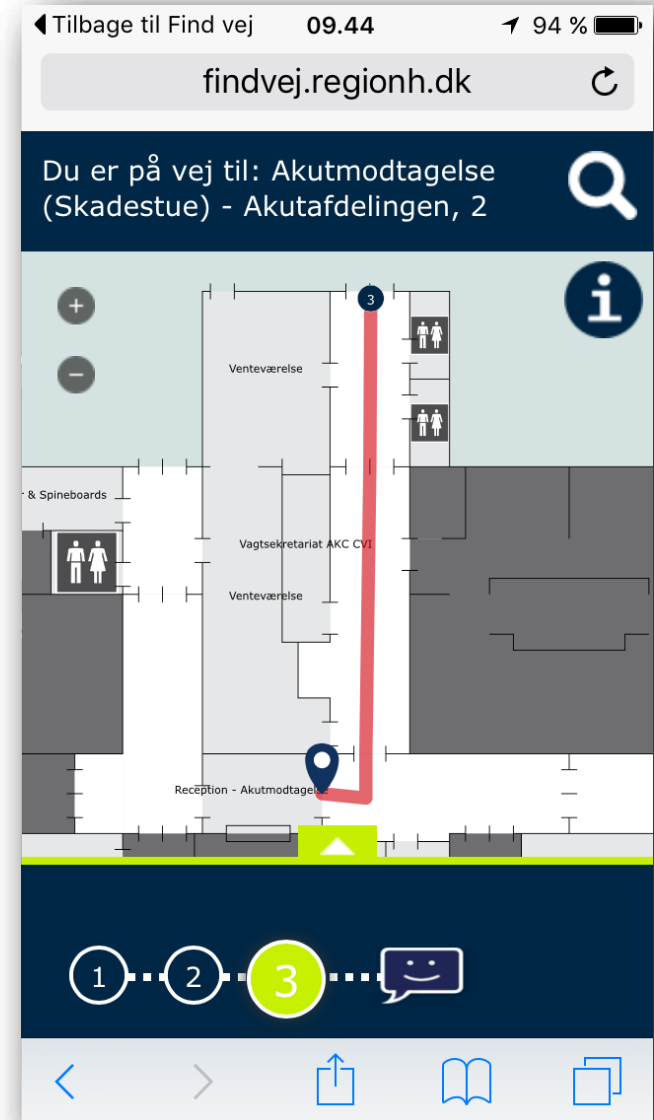 Tilbage til Find vej 09.44 94 %
findvej.regionh.dk
Du er på vej til: Akutmodtagelse
(Skadestue) - Akutafdelingen, 2
3
Venteværelse
& Spineboards
Vagtsekretariat AKC CVI
Venteværelse
Reception - Akutmodtagelse
1 2 3